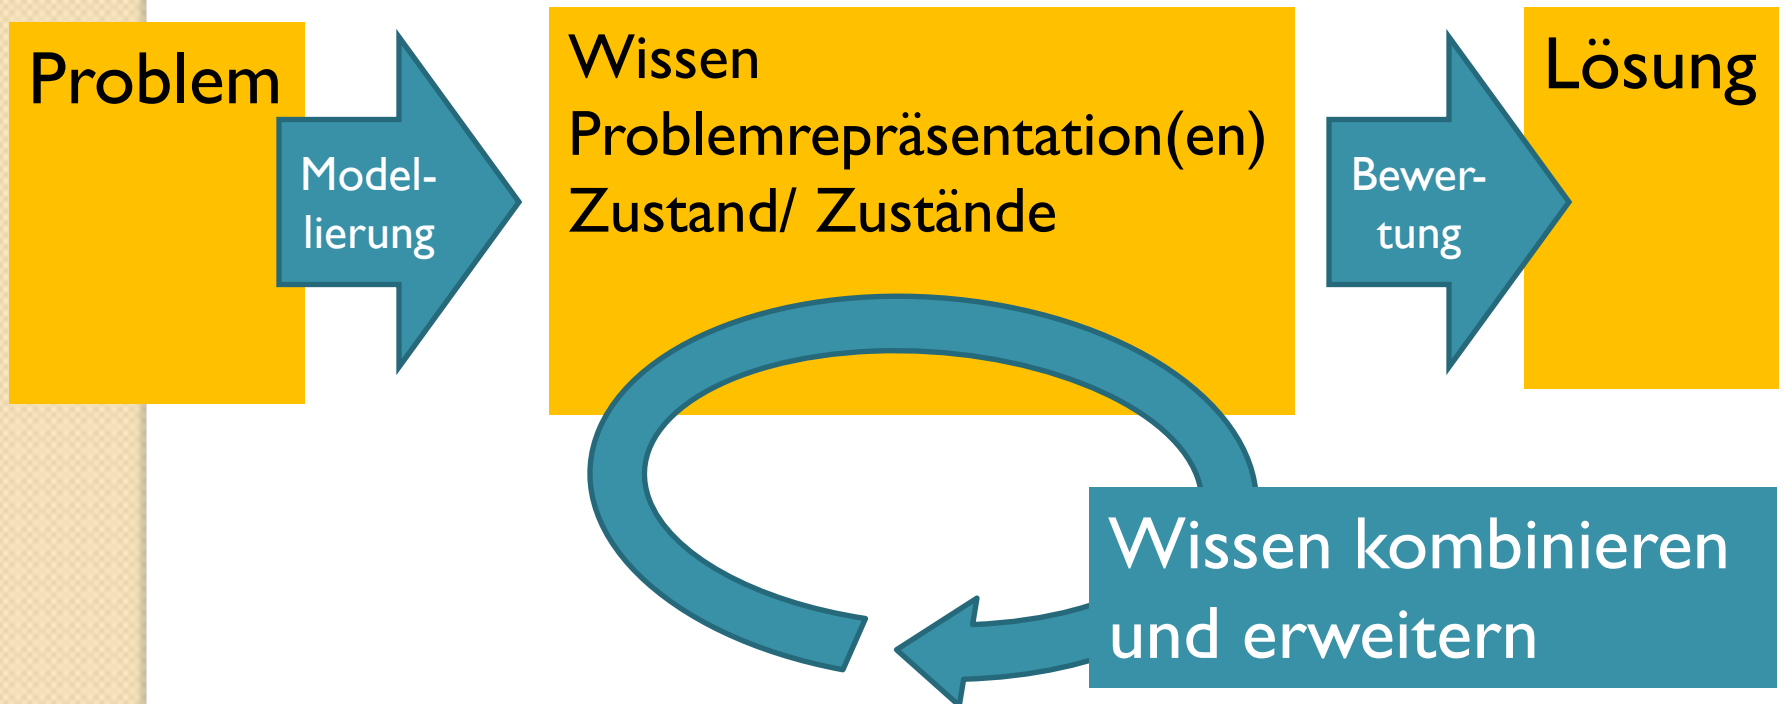 Problem
Model-
lierung
Wissen
Problemrepräsentation(en)
Zustand/ Zustände
Bewer-
tung
Lösung
Wissen kombinieren
und erweitern